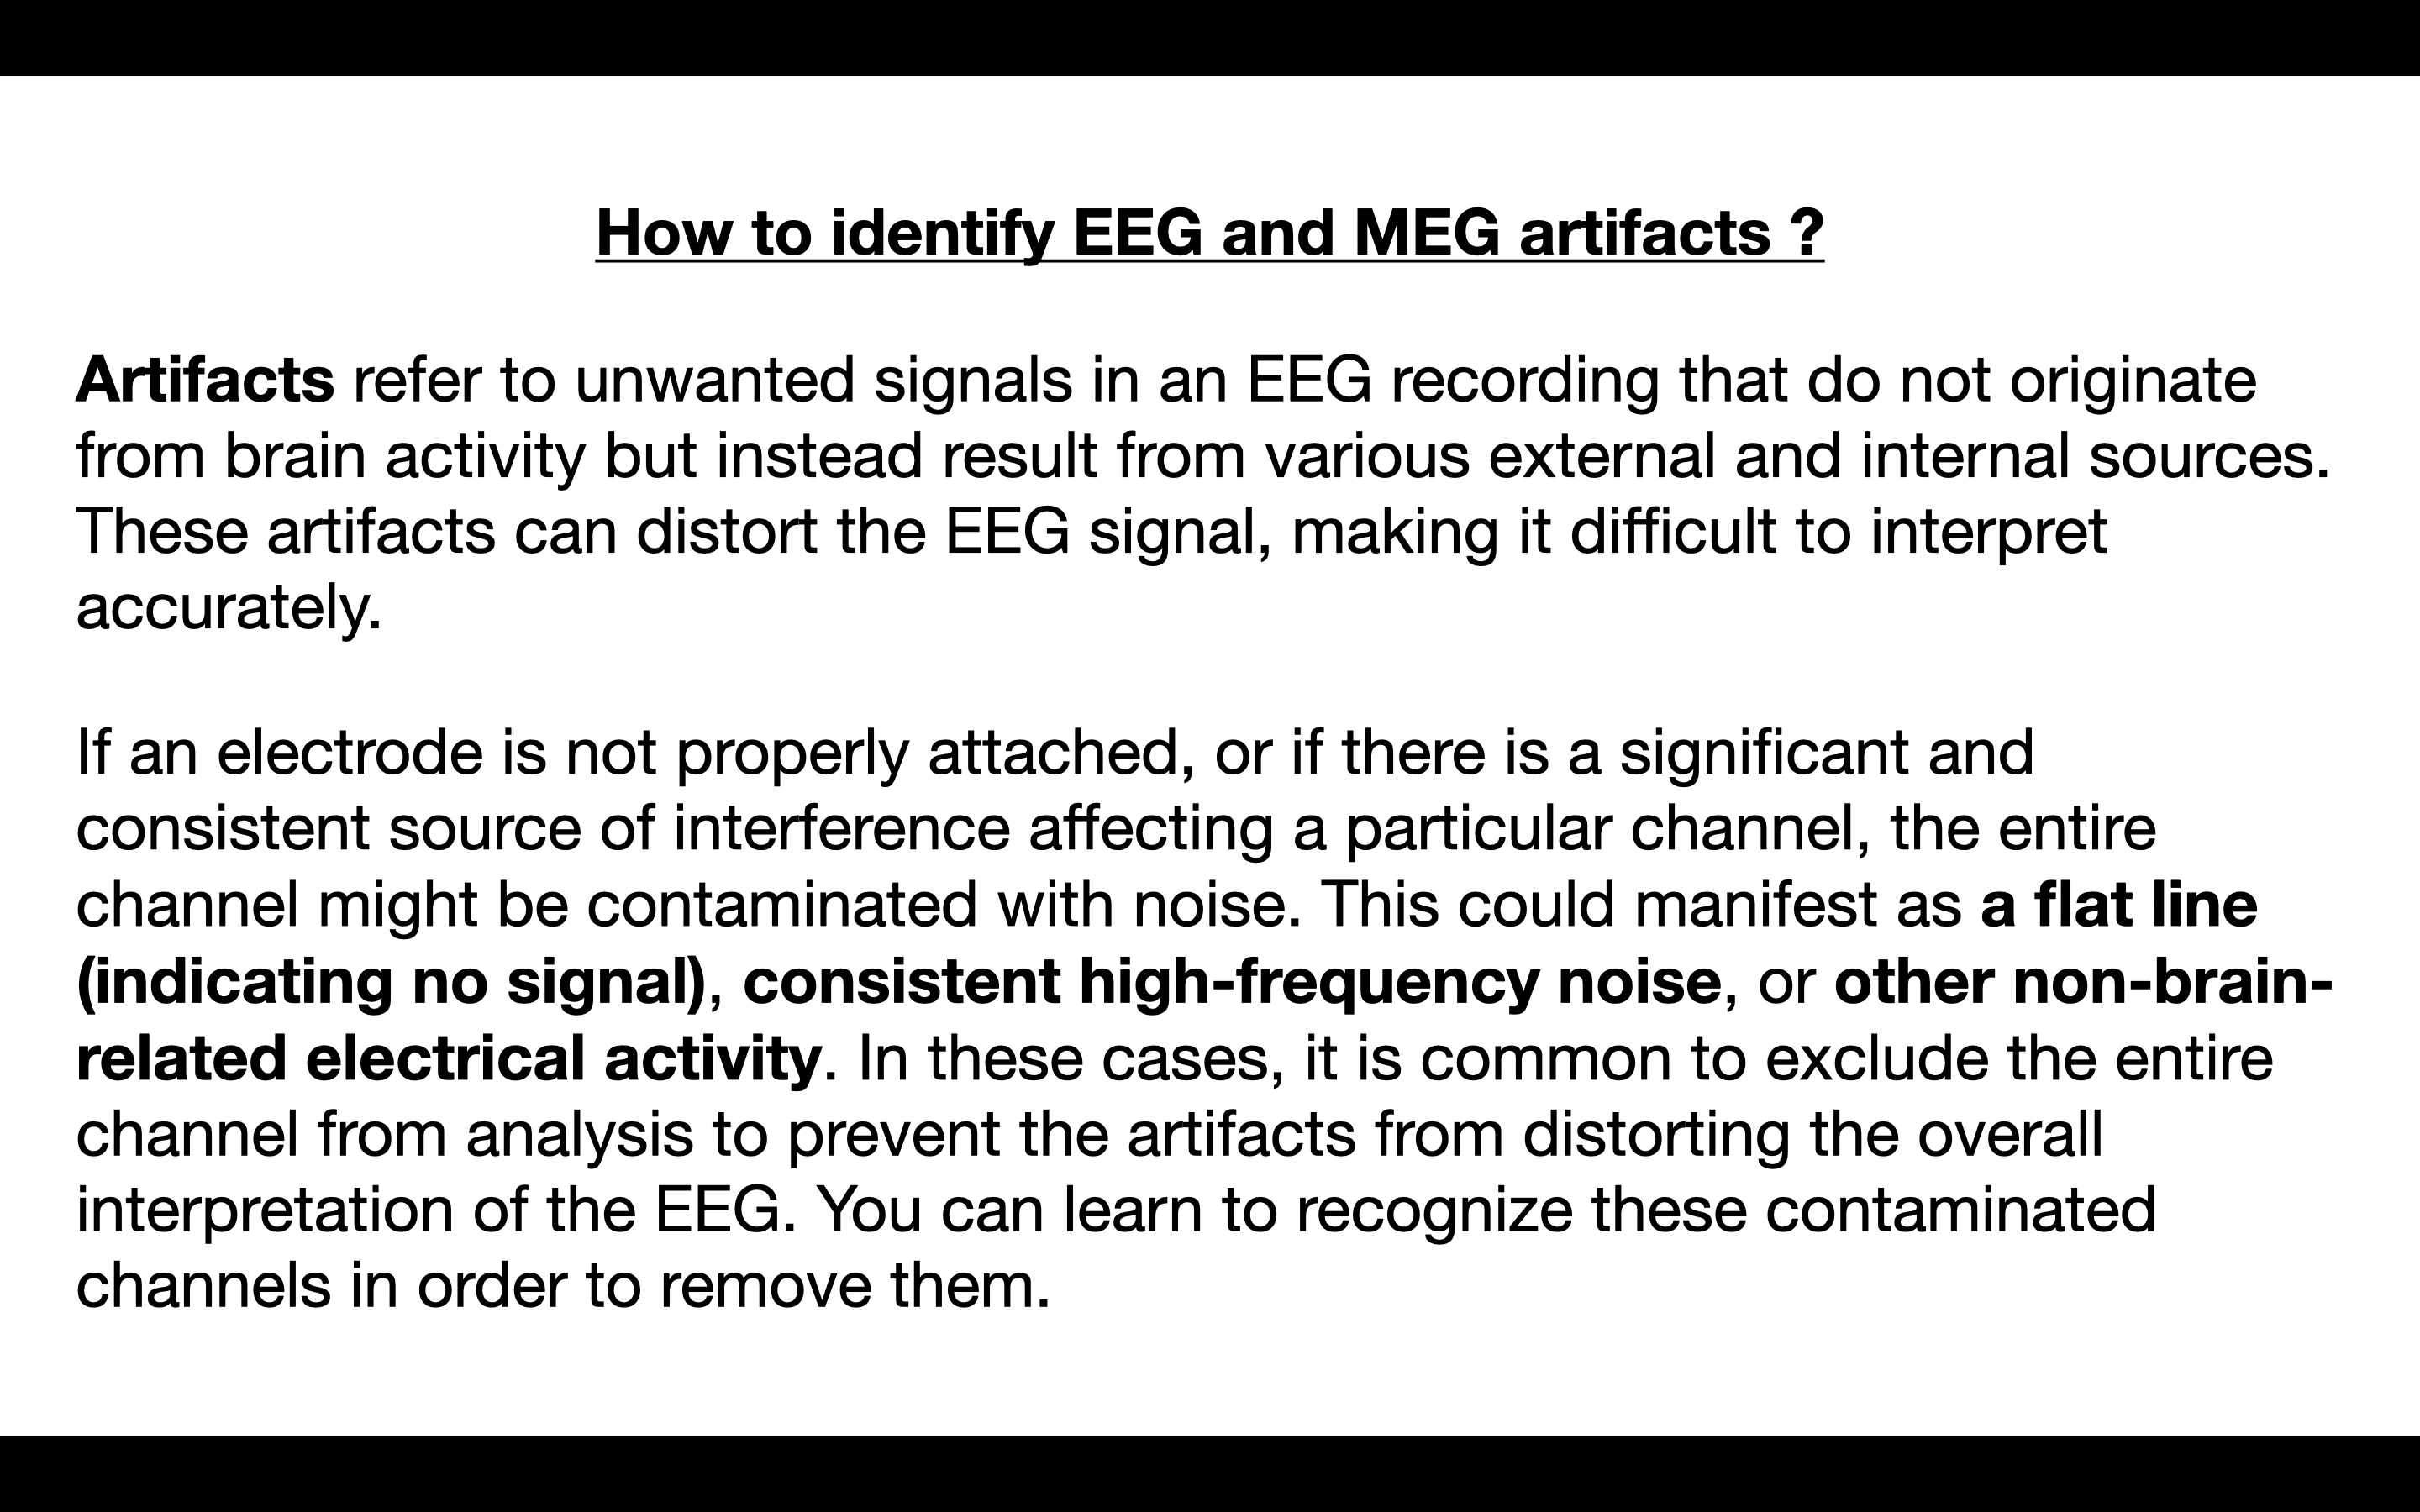 How to identify EEG and MEG artifacts ?
Artifacts refer to unwanted signals in an EEG recording that do not originate
from brain activity but instead result from various external and internal sources.
These artifacts can distort the EEG signal, making it difficult to interpret
accurately.
If an electrode is not properly attached, or if there is a significant and
consistent source of interference affecting a particular channel, the entire
channel might be contaminated with noise. This could manifest as a flat line
(indicating no signal), consistent high-frequency noise, or other non-brain-
related electrical activity. In these cases, it is common to exclude the entire
channel from analysis to prevent the artifacts from distorting the overall
interpretation of the EEG. You can learn to recognize these contaminated
channels in order to remove them.